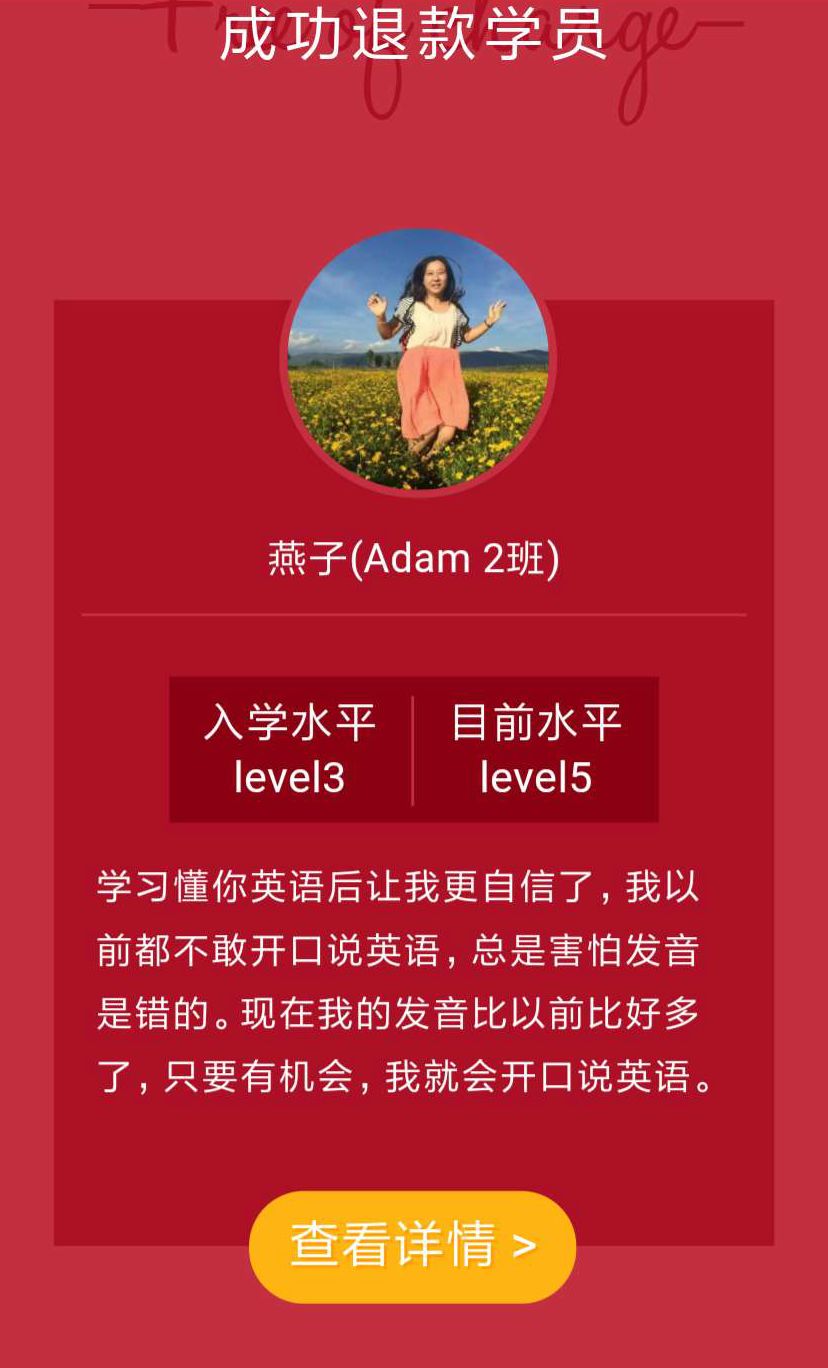 Free of charge
成功退款学员
燕子(Adam 2班)
入学水平 目前水平
level3 level5
学习懂你英语后让我更自信了，我以
前都不敢开口说英语，总是害怕发音
是错的。现在我的发音比以前比好多
了，只要有机会，我就会开口说英语。
查看详情 >